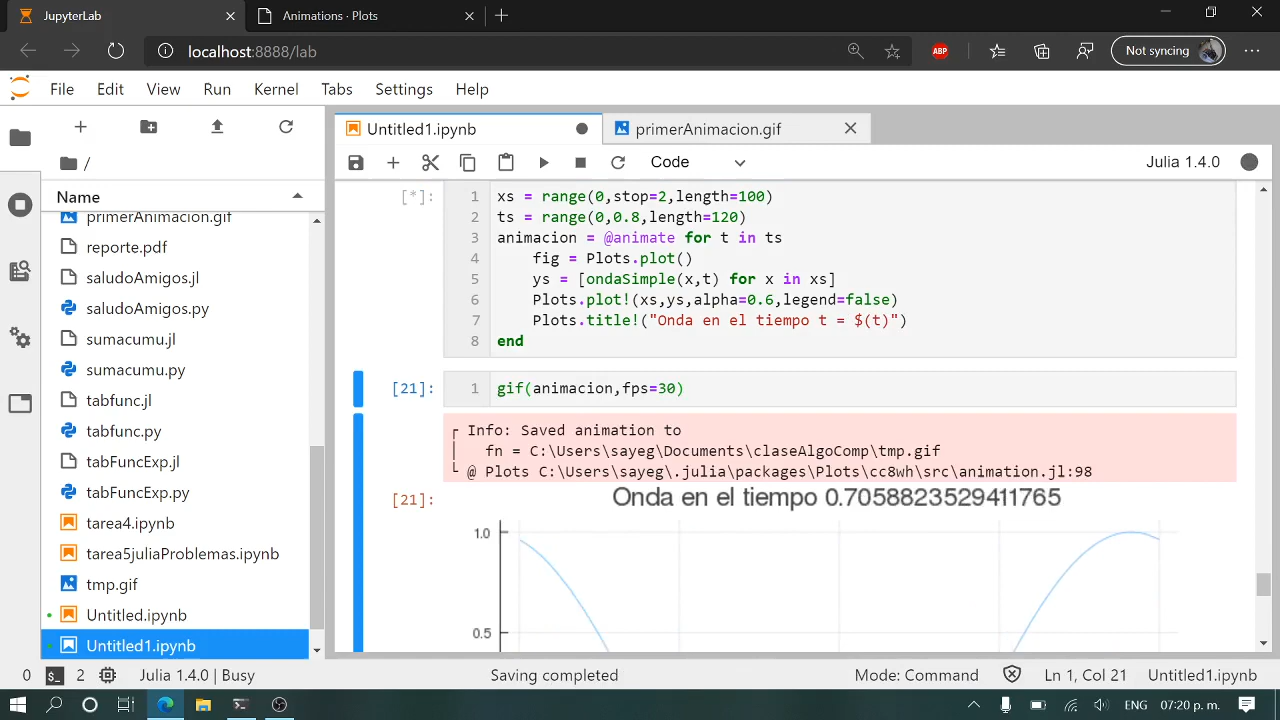 JupyterLab
Animations · Plots
localhost:8888/lab
ABP
Not syncing
File Edit View Run Kernel Tabs Settings Help
Untitled1.ipynb
primerAnimacion.gif
/
Code
Julia 1.4.0
Name
primerAnimacion.gif
reporte.pdf
saludoAmigos.jl
saludoAmigos.py
sumacumu.jl
sumacumu.py
tabfunc.jl
tabfunc.py
tabFuncExp.jl
tabFuncExp.py
tarea4.ipynb
tarea5juliaProblemas.ipynb
tmp.gif
Untitled.ipynb
Untitled1.ipynb
[*]:
1 xs = range(0,stop=2,length=100)
2 ts = range(0,0.8,length=120)
3 animacion = @animate for t in ts
4 fig = Plots.plot()
5 ys = [ondaSimple(x,t) for x in xs]
6 Plots.plot!(xs,ys,alpha=0.6,legend=false)
7 Plots.title!("Onda en el tiempo t = $(t)")
8 end
[21]: 1 gif(animacion,fps=30)
┌ Info: Saved animation to
│ fn = C:\Users\sayeg\Documents\claseAlgoComp\tmp.gif
└ @ Plots C:\Users\sayeg\.julia\packages\Plots\cc8wh\src\animation.jl:98
[21]:
Onda en el tiempo 0.7058823529411765
1.0
0.5
0 $_ 2 Julia 1.4.0 | Busy
Saving completed
Mode: Command
Ln 1, Col 21
Untitled1.ipynb
ENG
07:20 p. m.